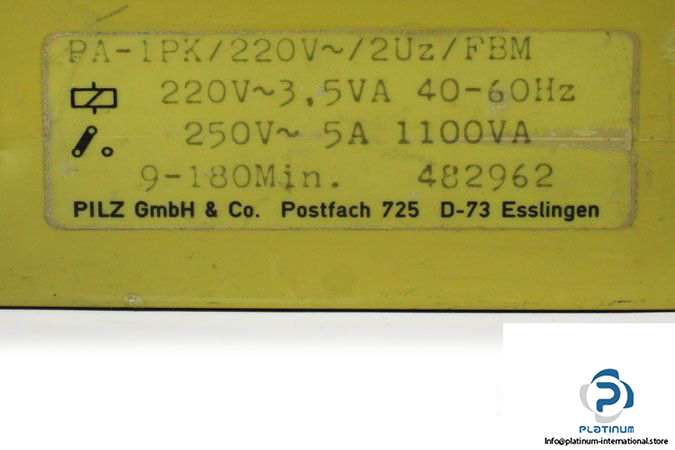 PA-1PK/220V~/2Uz/FBM
220V~3,5VA 40-60Hz
250V~ 5A 1100VA
9-180Min. 482962
PILZ GmbH & Co. Postfach 725 D-73 Esslingen
PLATINUM
Info@platinum-international.store